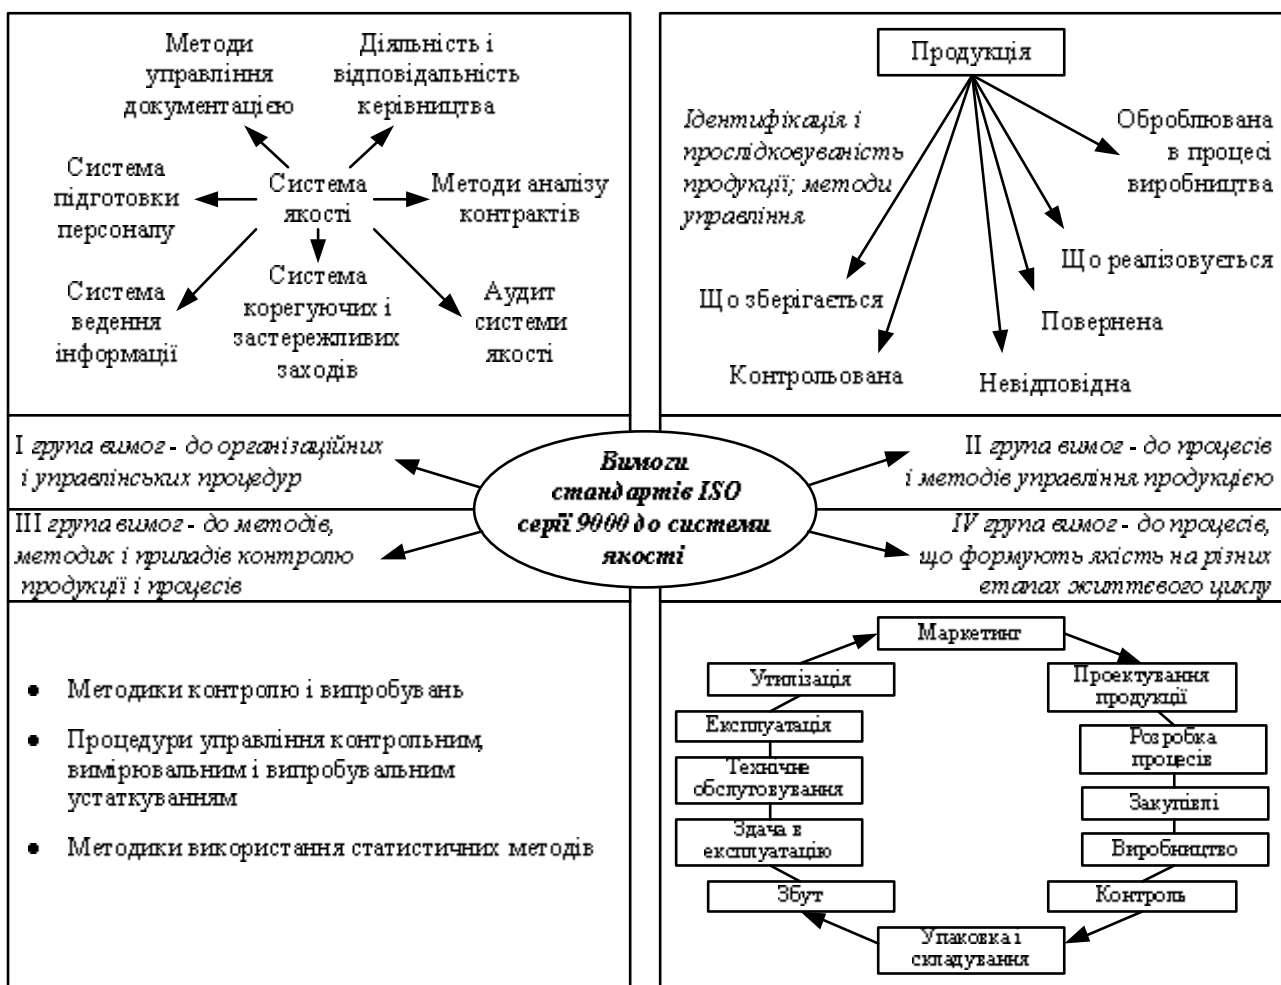 Методи
управління
документацією
Діяльність і
відповідальність
керівництва
Система
підготовки
персоналу
Система
якості
Методи аналізу
контрактів
Система
ведення
інформації
Система
корегуючих і
застережливих
заходів
Аудит
системи
якості
Продукція
Ідентифікація і
прослідковуваність
продукції; методи
управління
Оброблювана
в процесі
виробництва
Що реалізовується
Що зберігається
Повернена
Контрольована
Невідповідна
I група вимог - до організаційних
і управлінських процедур
II група вимог - до процесів
і методів управління продукцією
Вимоги
стандартів ISO
серії 9000 до системи
якості
III група вимог - до методів,
методик і приладів контролю
продукції і процесів
IV група вимог - до процесів,
що формують якість на різних
етапах життєвого циклу
• Методики контролю і випробувань
• Процедури управління контрольним,
вимірювальним і випробувальним
устаткуванням
• Методики використання статистичних методів
Маркетинг
Проектування
продукції
Розробка
процесів
Закупівлі
Виробництво
Контроль
Упаковка і
складування
Збут
Здача в
експлуатацію
Технічне
обслутовування
Експлуатація
Утилізація